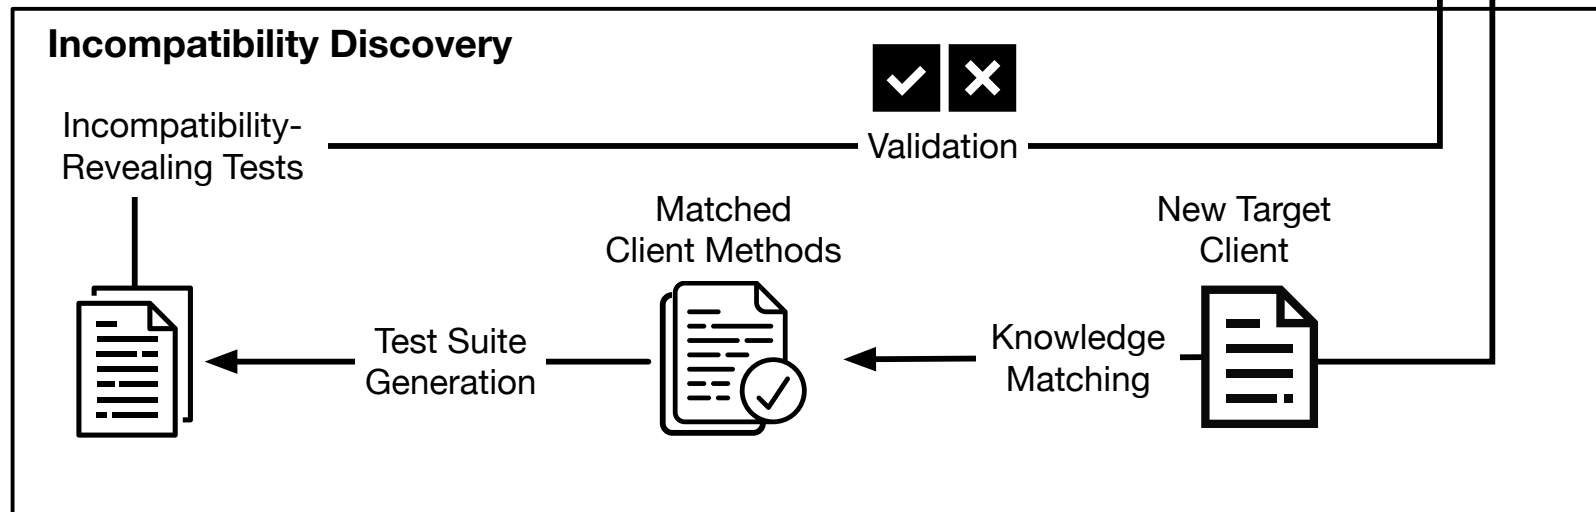 Incompatibility Discovery
Incompatibility-
Revealing Tests
Validation
Matched
Client Methods
New Target
Client
Test Suite
Generation
Knowledge
Matching